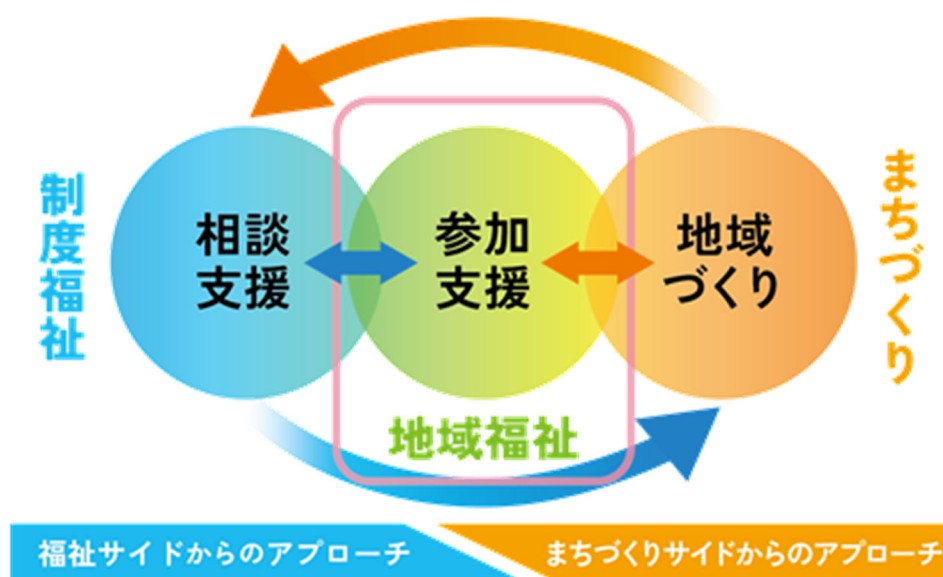 制度福祉
相談
支援
参加
支援
地域
づくり
まちづくり
地域福祉
福祉サイドからのアプローチ
まちづくりサイドからのアプローチ